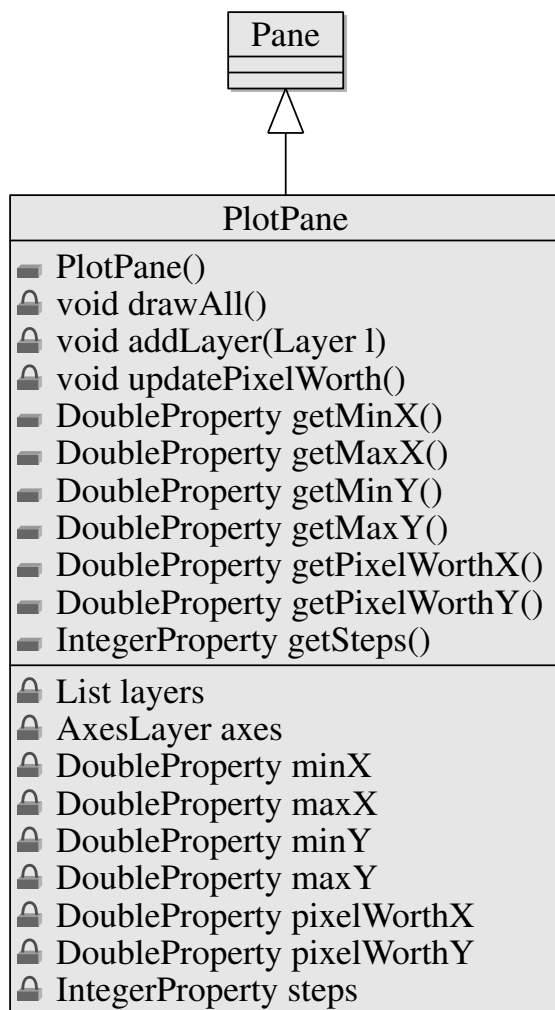 Pane
PlotPane
PlotPane()
void drawAll()
void addLayer(Layer l)
void updatePixelWorth()
DoubleProperty getMinX()
DoubleProperty getMaxX()
DoubleProperty getMinY()
DoubleProperty getMaxY()
DoubleProperty getPixelWorthX()
DoubleProperty getPixelWorthY()
IntegerProperty getSteps()
List layers
AxesLayer axes
DoubleProperty minX
DoubleProperty maxX
DoubleProperty minY
DoubleProperty maxY
DoubleProperty pixelWorthX
DoubleProperty pixelWorthY
IntegerProperty steps